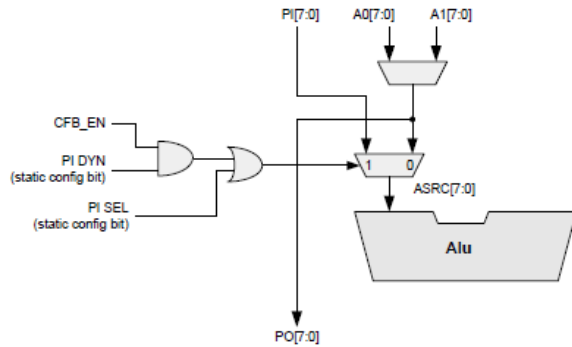 PI[7:0] A0[7:0] A1[7:0]
CFB_EN
PI DYN
(static config bit)
1 0
PI SEL
(static config bit)
ASRC[7:0]
Alu
PO[7:0]